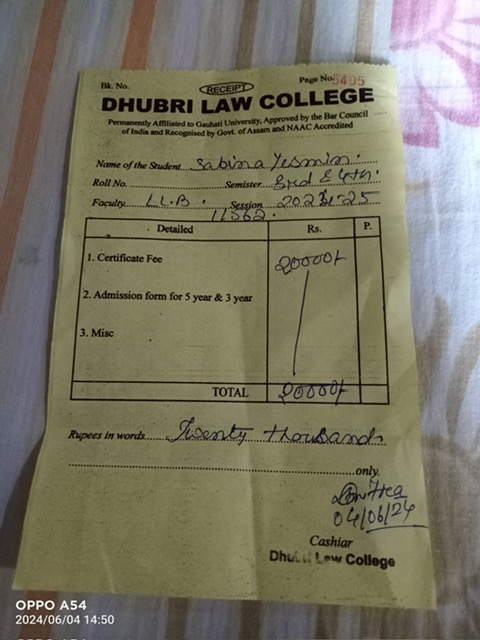 Bk. No. RECEIPT Page No. 5495
DHUBRI LAW COLLEGE
Permanently Affiliated to Gauhati University, Approved by the Bar Council
of India and Recognised by Govt. of Assam and NAAC Accredited
Name of the Student Sabina Yesmin.
Roll No. Semister 3rd & 4th.
Faculty LL.B. Session 2024-25
11562.
Detailed Rs. P.
1. Certificate Fee 20000/-
2. Admission form for 5 year & 3 year
3. Misc
TOTAL 20000/-
Rupees in words Twenty thousand
only.
04/06/24
Cashiar
Dhubri Law College
OPPO A54
2024/06/04 14:50